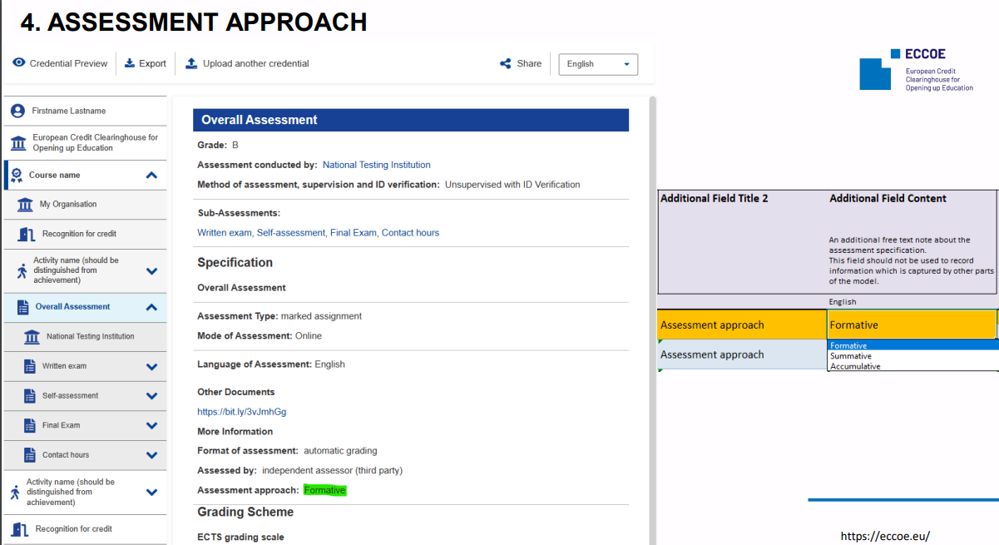 4. ASSESSMENT APPROACH
Credential Preview
Export
Upload another credential
Share
English
ECCOE
European Credit
Clearinghouse for
Opening up Education
Firstname Lastname
European Credit Clearinghouse for
Opening up Education
Course name
My Organisation
Recognition for credit
Activity name (should be
distinguished from
achievement)
Overall Assessment
National Testing Institution
Written exam
Self-assessment
Final Exam
Contact hours
Activity name (should be
distinguished from
achievement)
Recognition for credit
Overall Assessment
Grade: B
Assessment conducted by: National Testing Institution
Method of assessment, supervision and ID verification: Unsupervised with ID Verification
Sub-Assessments:
Written exam, Self-assessment, Final Exam, Contact hours
Specification
Overall Assessment
Assessment Type: marked assignment
Mode of Assessment: Online
Language of Assessment: English
Other Documents
https://bit.ly/3vJmhGg
More Information
Format of assessment: automatic grading
Assessed by: independent assessor (third party)
Assessment approach: Formative
Grading Scheme
ECTS grading scale
Additional Field Title 2
Additional Field Content
An additional free text note about the
assessment specification.
This field should not be used to record
information which is captured by other parts
of the model.
English
Assessment approach
Formative
Assessment approach
Formative
Summative
Accumulative
https://eccoe.eu/